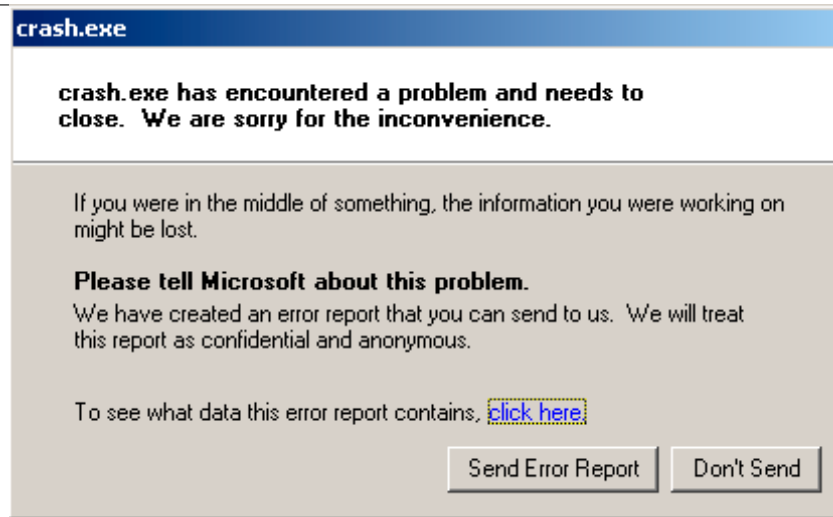 crash.exe
crash.exe has encountered a problem and needs to
close.  We are sorry for the inconvenience.
If you were in the middle of something, the information you were working on
might be lost.
Please tell Microsoft about this problem.
We have created an error report that you can send to us.  We will treat
this report as confidential and anonymous.
To see what data this error report contains, click here.
Send Error Report
Don't Send